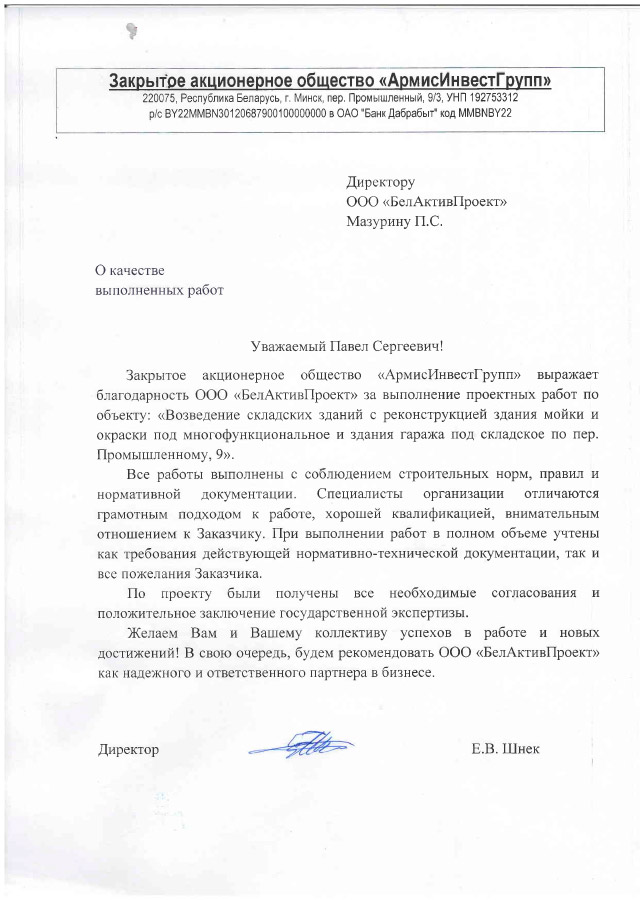 Закрытое акционерное общество «АрмисИнвестГрупп»
220075, Республика Беларусь, г. Минск, пер. Промышленный, 9/3, УНП 192753312
р/с BY22MMBN30120687900100000000 в ОАО "Банк Дабрабыт" код MMBNBY22
Директору
ООО «БелАктивПроект»
Мазурину П.С.
О качестве
выполненных работ
Уважаемый Павел Сергеевич!
Закрытое акционерное общество «АрмисИнвестГрупп» выражает
благодарность ООО «БелАктивПроект» за выполнение проектных работ по
объекту: «Возведение складских зданий с реконструкцией здания мойки и
окраски под многофункциональное и здания гаража под складское по пер.
Промышленному, 9».
Все работы выполнены с соблюдением строительных норм, правил и
нормативной документации. Специалисты организации отличаются
грамотным подходом к работе, хорошей квалификацией, внимательным
отношением к Заказчику. При выполнении работ в полном объеме учтены
как требования действующей нормативно-технической документации, так и
все пожелания Заказчика.
По проекту были получены все необходимые согласования и
положительное заключение государственной экспертизы.
Желаем Вам и Вашему коллективу успехов в работе и новых
достижений! В свою очередь, будем рекомендовать ООО «БелАктивПроект»
как надежного и ответственного партнера в бизнесе.
Директор
Е.В. Шнек